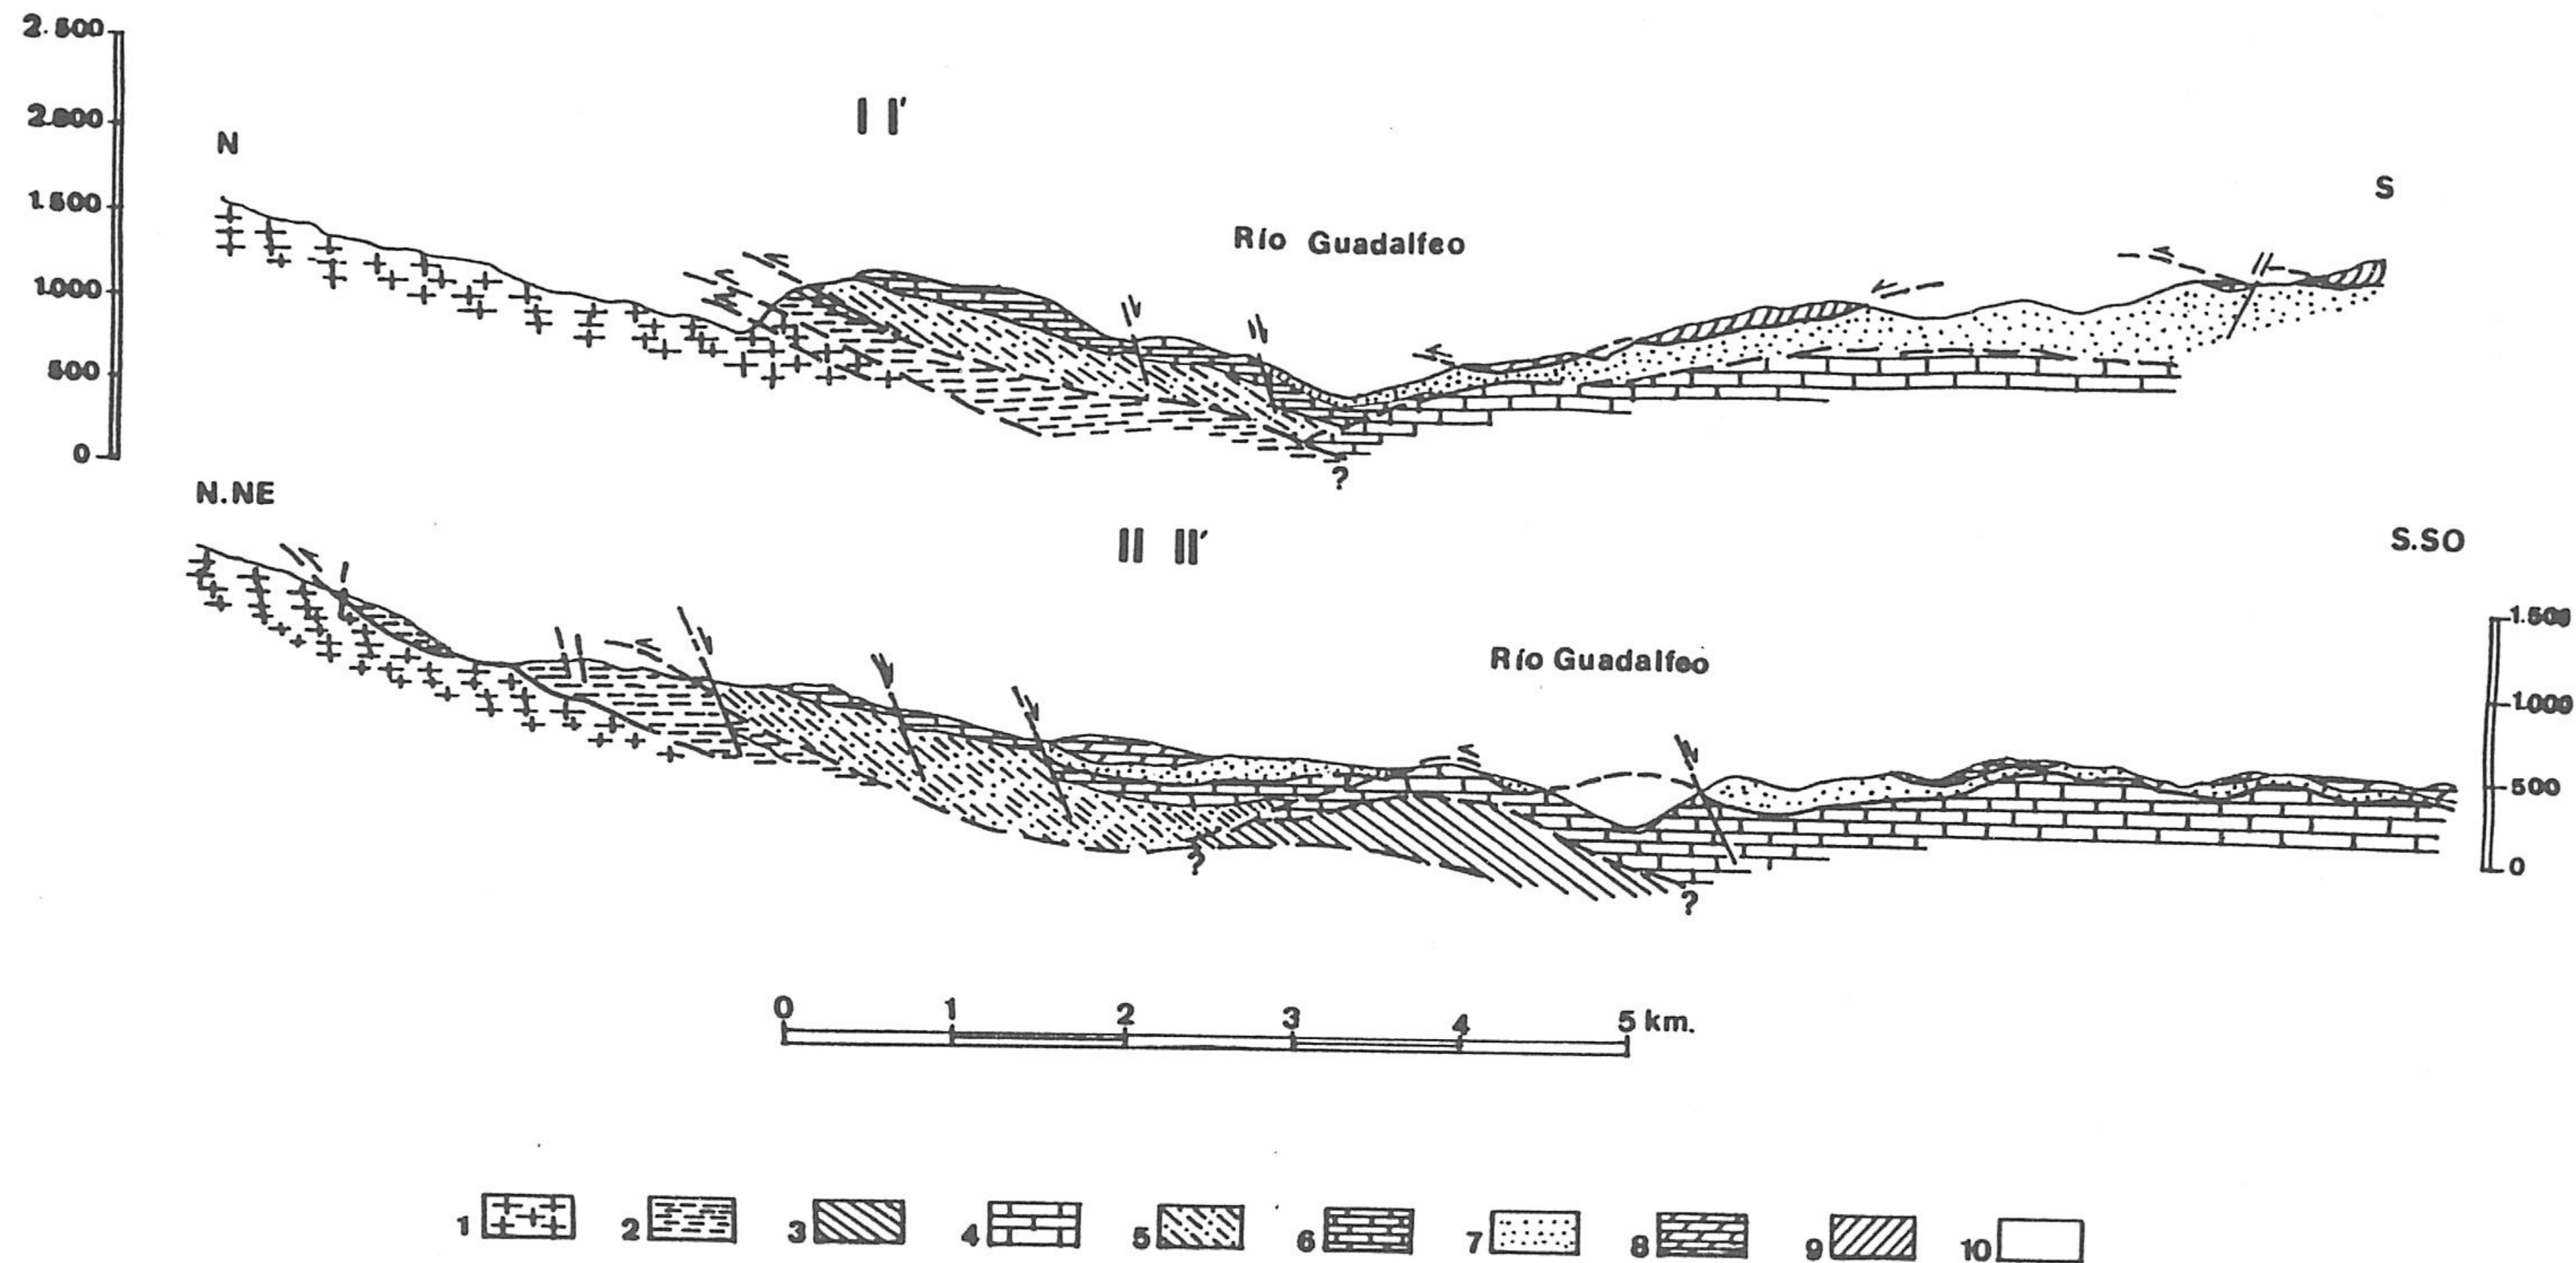 2.500
2.000
N
I I'
1.500
S
Río Guadalfeo
1.000
500
0
?
N.NE
II II'
S.SO
1.500
Río Guadalfeo
1.000
500
?
0
?
0 1 2 3 4 5 km.
1 2 3 4 5 6 7 8 9 10